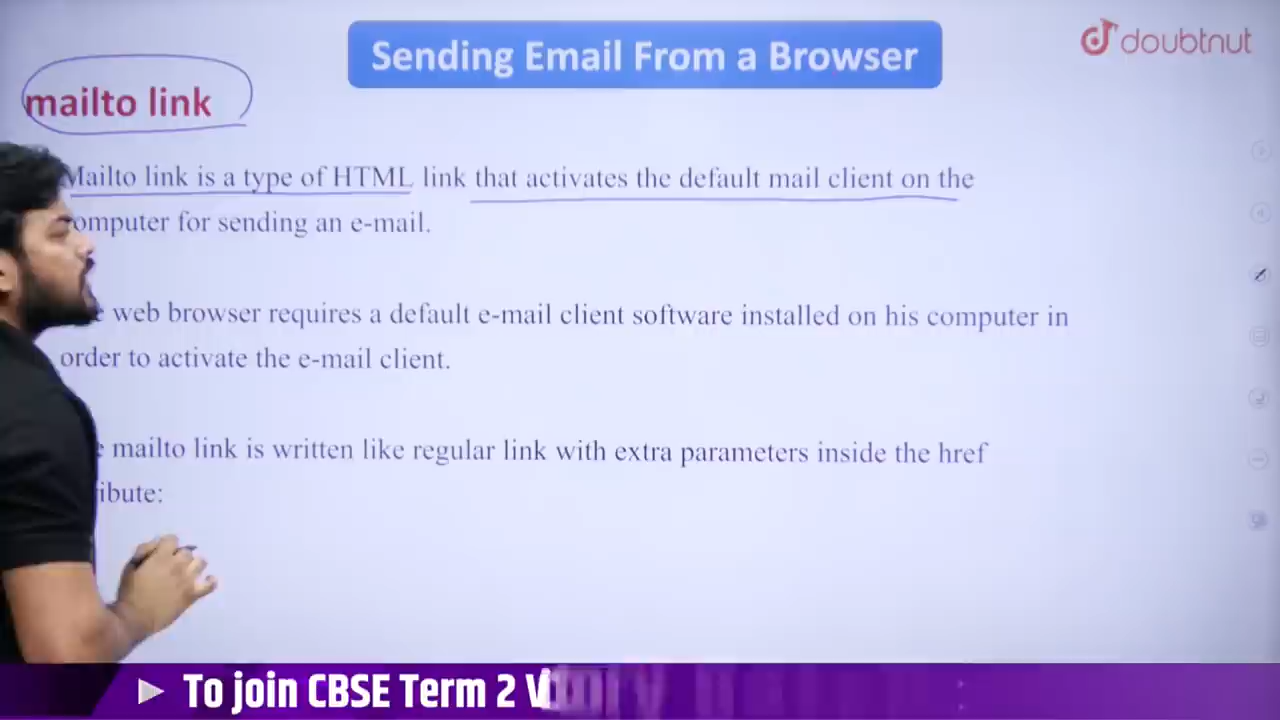 Sending Email From a Browser
doubtnut
mailto link
Mailto link is a type of HTML link that activates the default mail client on the
computer for sending an e-mail.
web browser requires a default e-mail client software installed on his computer in
order to activate the e-mail client.
mailto link is written like regular link with extra parameters inside the href
To join CBSE Term 2